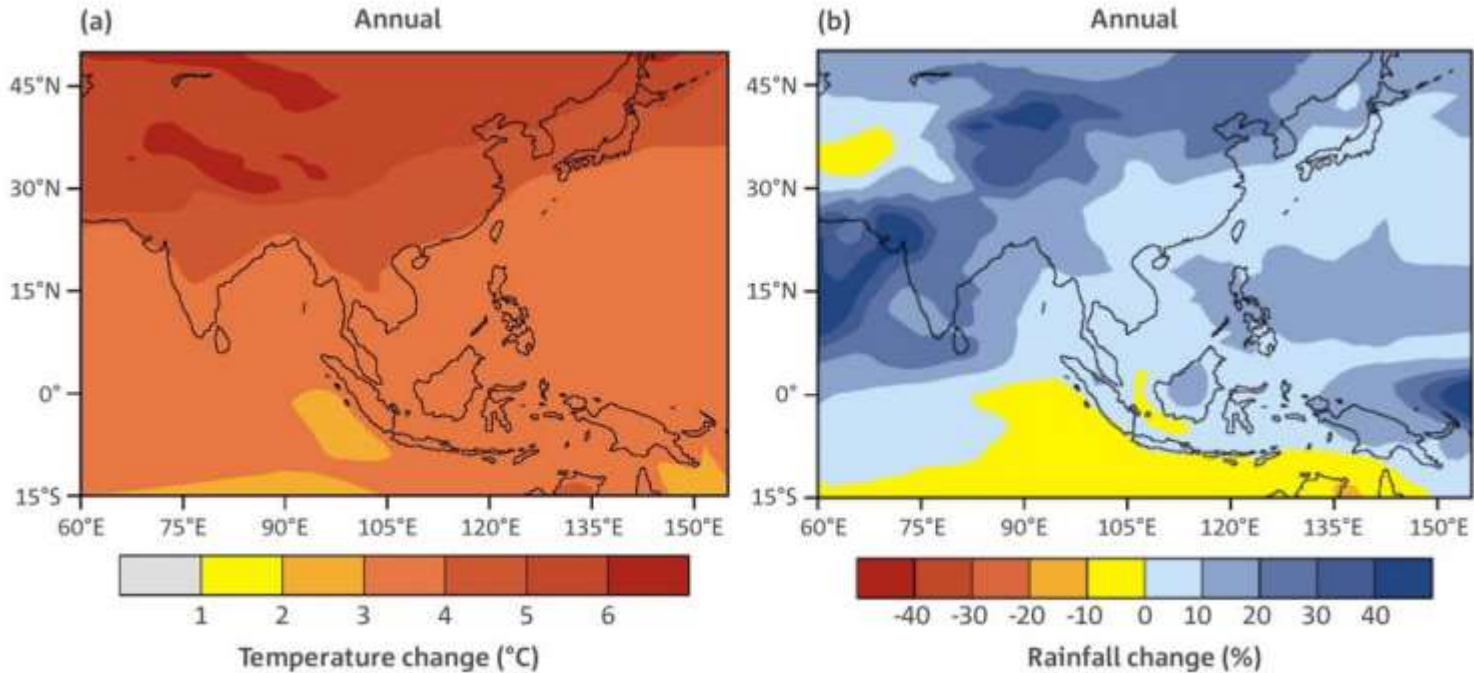 (a) Annual
45°N
30°N
15°N
0°
15°S
60°E 75°E 90°E 105°E 120°E 135°E 150°E
1 2 3 4 5 6
Temperature change (°C)
(b) Annual
45°N
30°N
15°N
0°
15°S
60°E 75°E 90°E 105°E 120°E 135°E 150°E
-40 -30 -20 -10 0 10 20 30 40
Rainfall change (%)